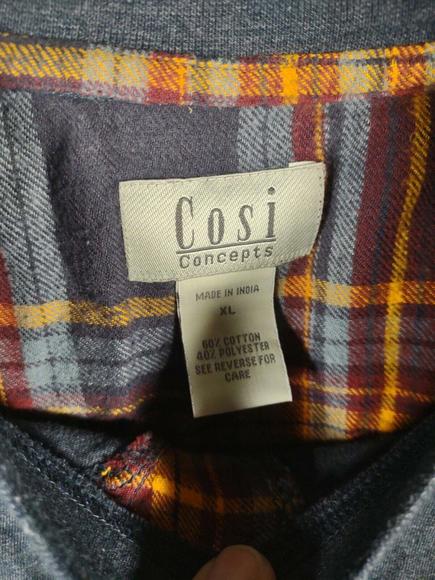 Cosi
Concepts
MADE IN INDIA
XL
60% COTTON
40% POLYESTER
SEE REVERSE FOR
CARE